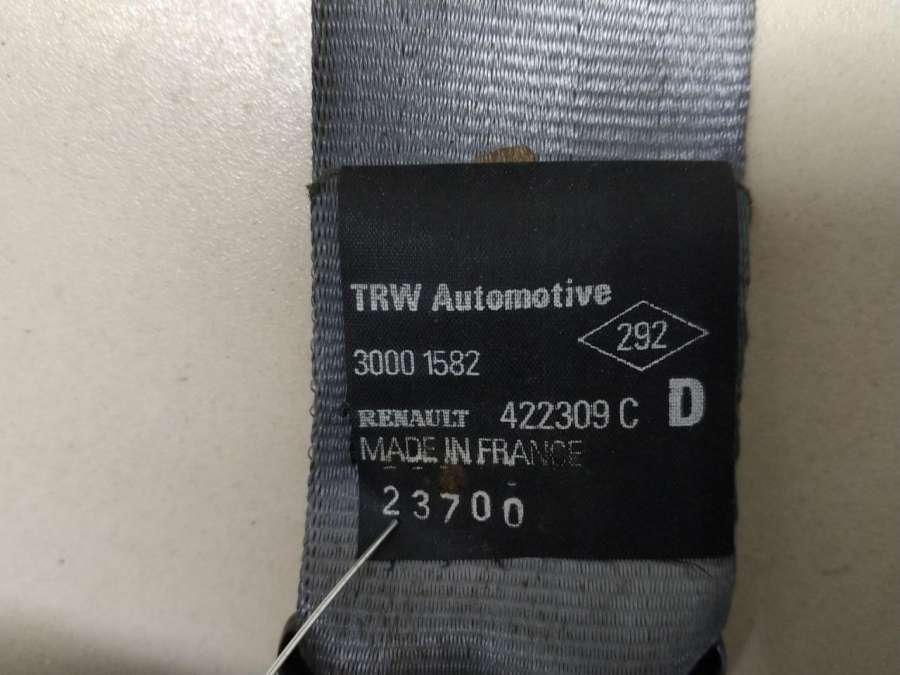 TRW Automotive
292
3000 1582
RENAULT 422309 C D
MADE IN FRANCE
23700